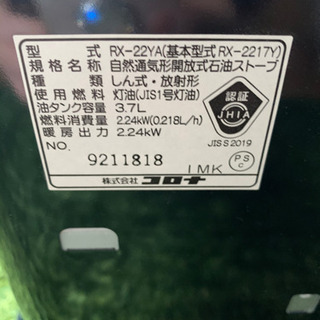 型式 RX-22YA(基本型式RX-2217Y)
規格名称 自然通気形開放式石油ストーブ
種類 しん式・放射形
使用燃料 灯油(JIS1号灯油)
油タンク容量 3.7L
燃料消費量 2.24kW(0.218L/h)
暖房出力 2.24kW
認証
JHIA
JIS S 2019
NO. 9211818
1MK
PS
C
株式会社 コロナ